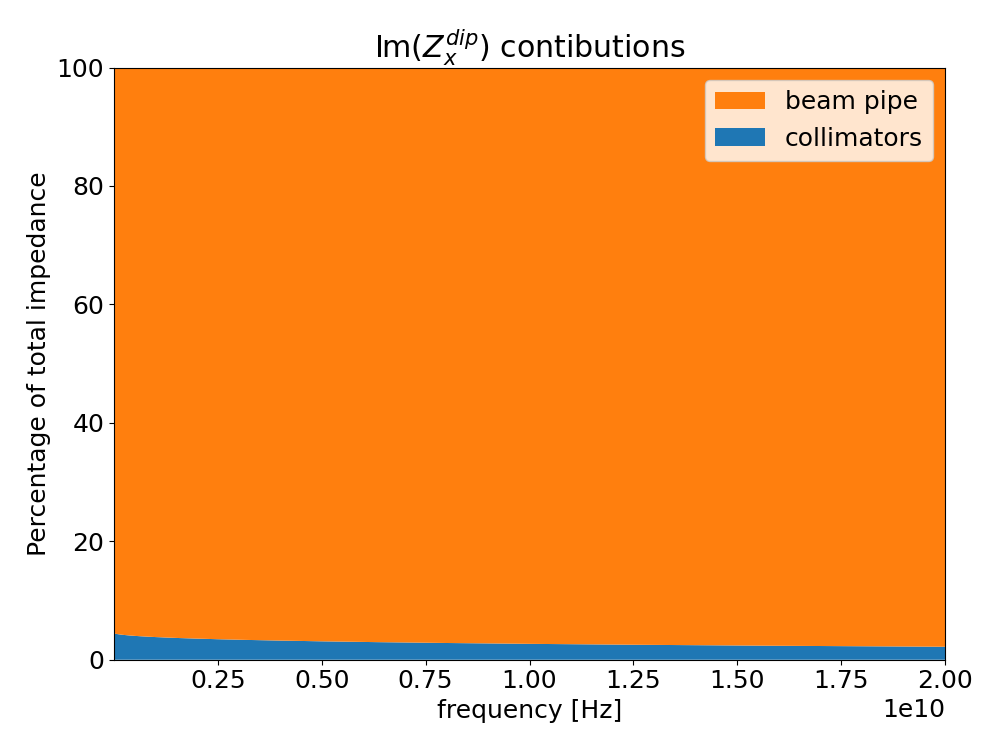 Im(Z_x^{dip}) contibutions
100
80
60
40
20
0
Percentage of total impedance
beam pipe
collimators
0.25 0.50 0.75 1.00 1.25 1.50 1.75 2.00
1e10
frequency [Hz]